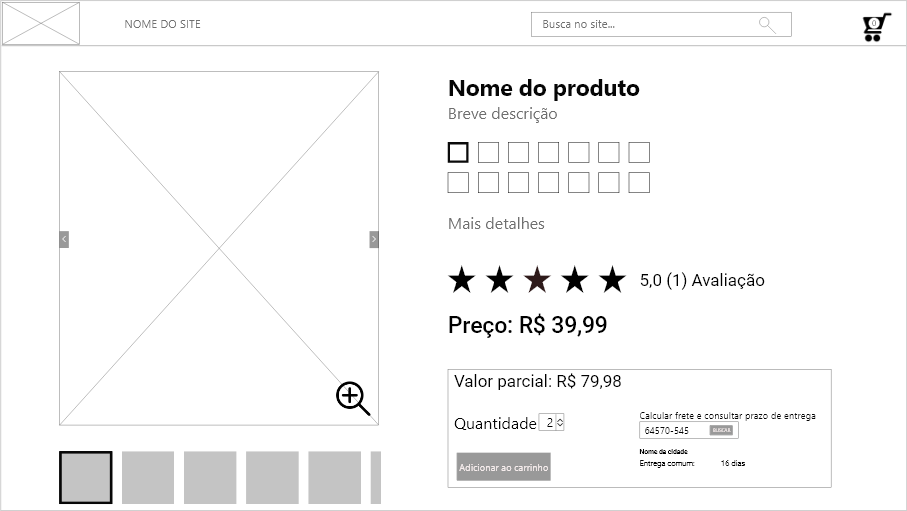 NOME DO SITE
Busca no site...
0
Nome do produto
Breve descrição
Mais detalhes
5,0 (1) Avaliação
Preço: R$ 39,99
Valor parcial: R$ 79,98
Quantidade 2
Adicionar ao carrinho
Calcular frete e consultar prazo de entrega
64570-545 BUSCAR
Nome da cidade
Entrega comum: 16 dias